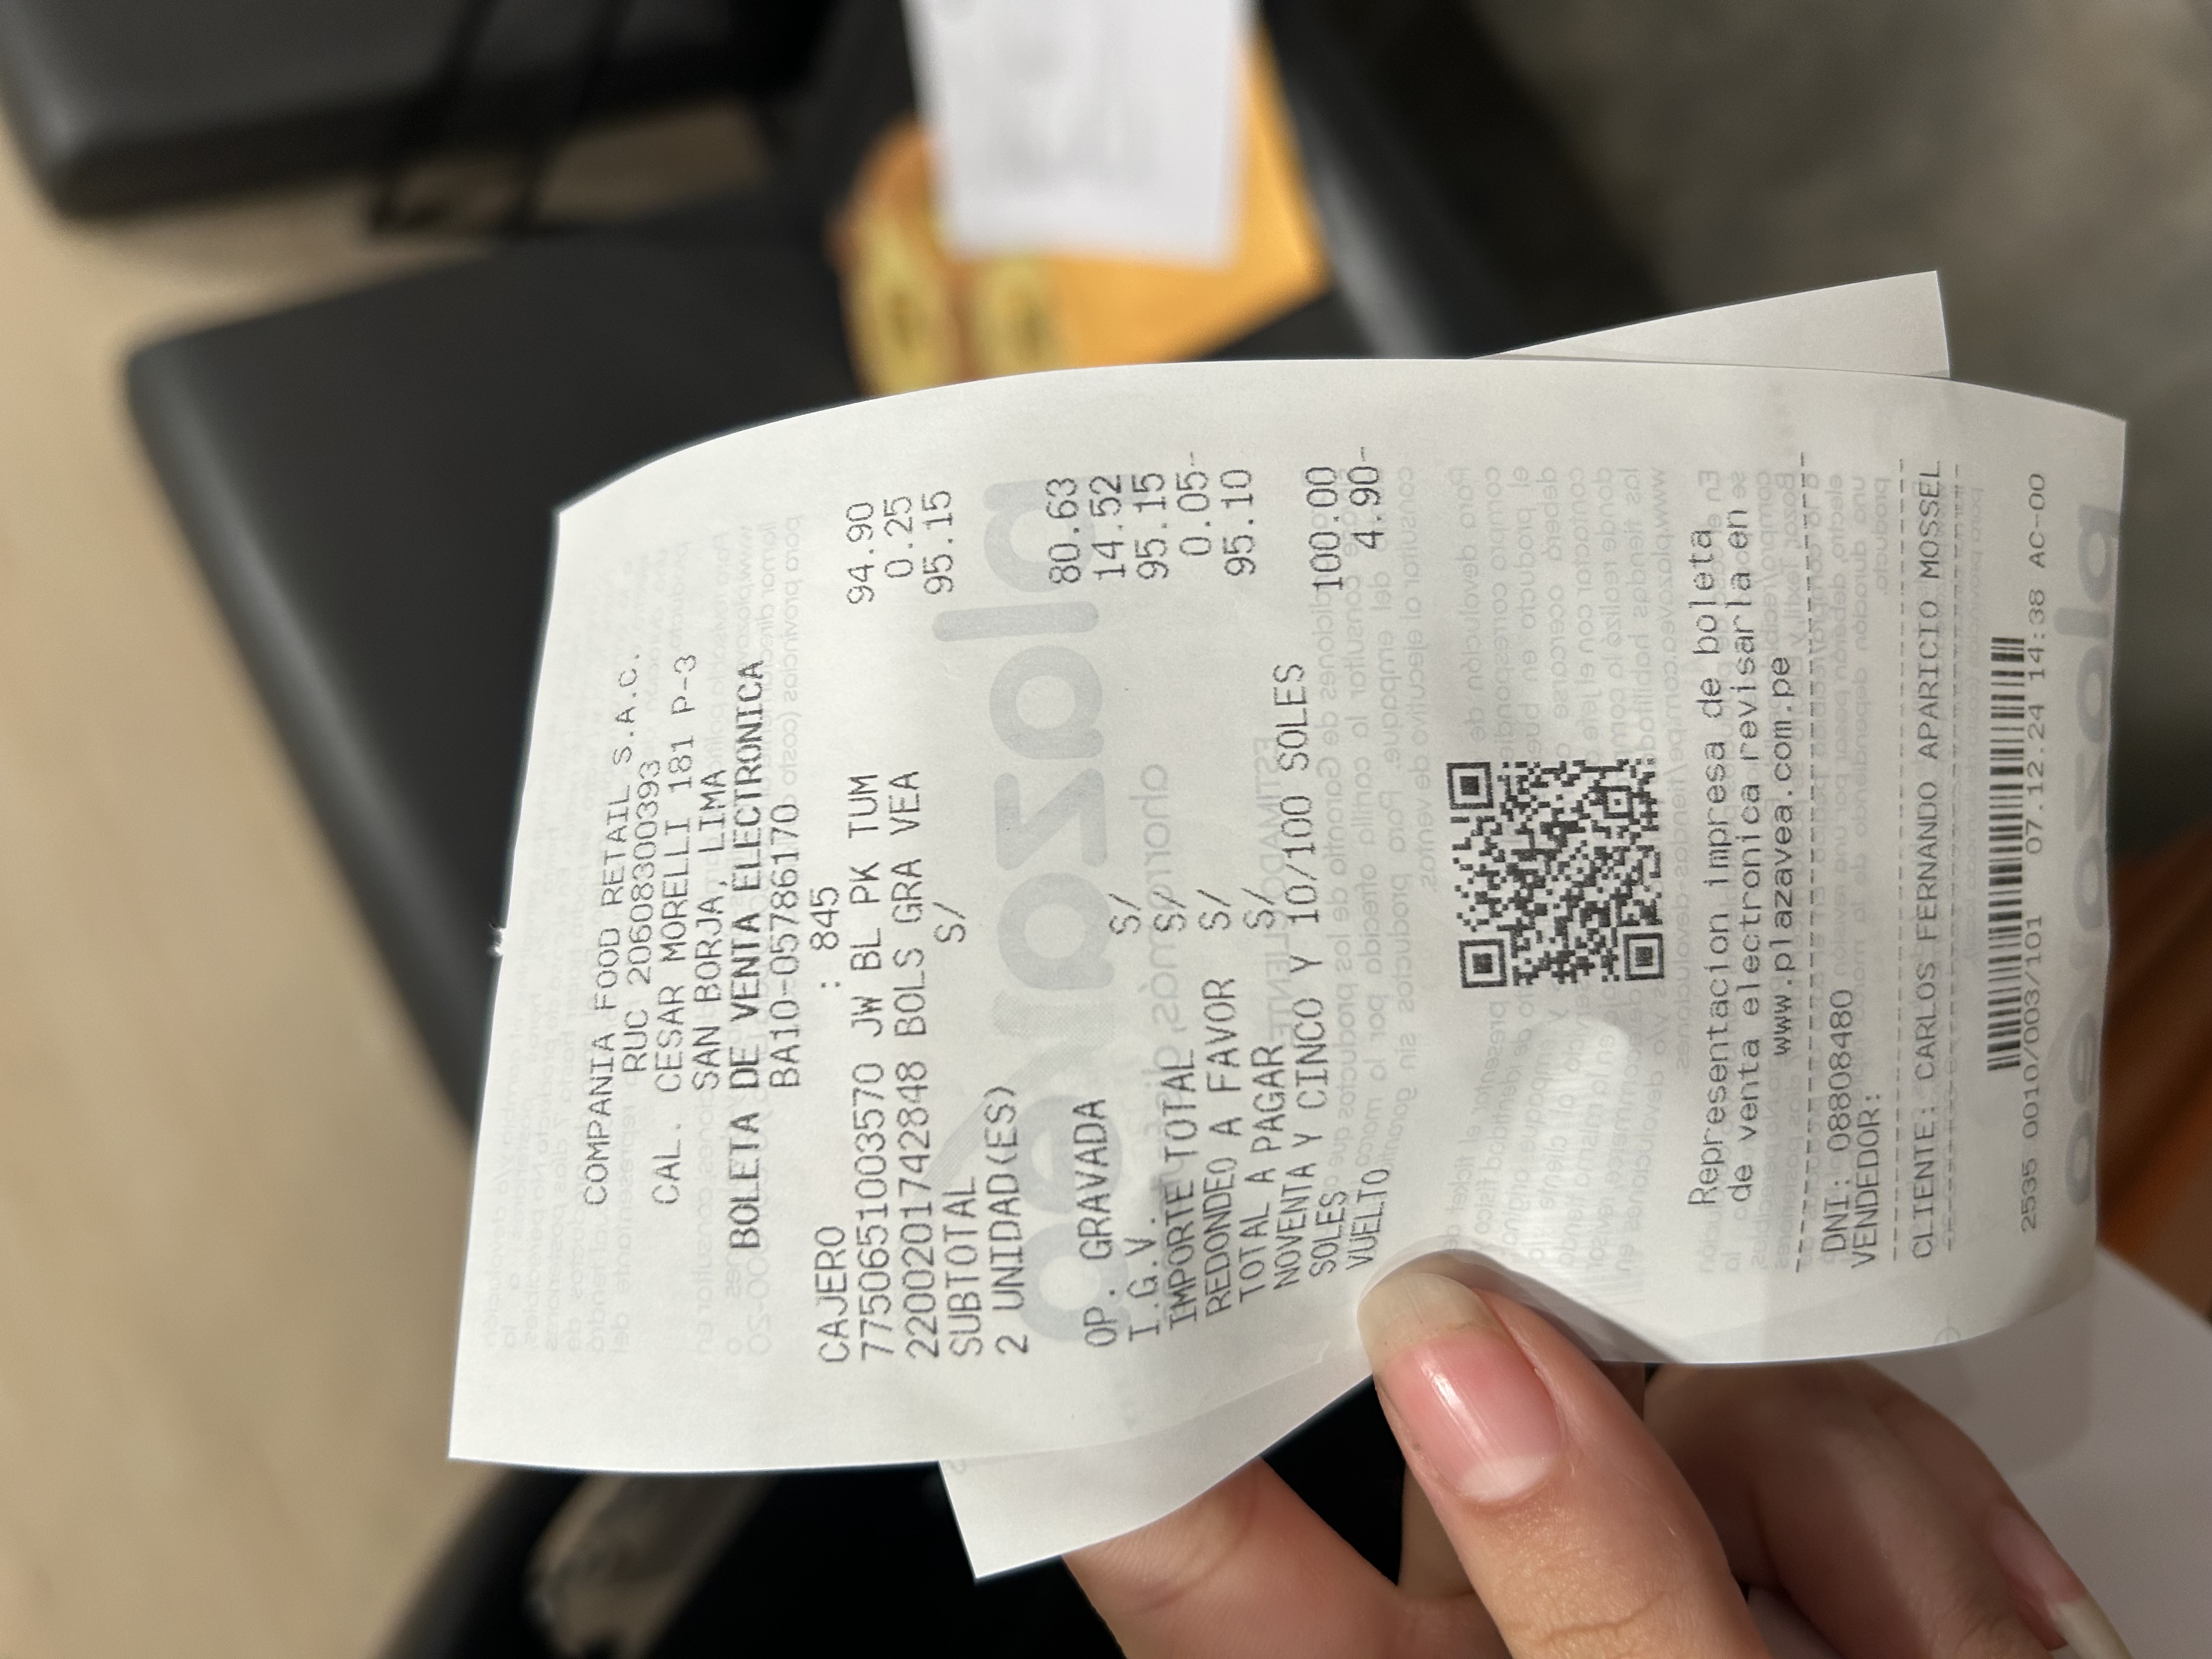 COMPANIA FOOD RETAIL S.A.C.
RUC 20608300393
CAL. CESAR MORELLI 181 P-3
SAN BORJA, LIMA
BOLETA DE VENTA ELECTRONICA
BA10-05786170
CAJERO : 845
7750651003570 JW BL PK TUM 94.90
2200201742848 BOLS GRA VEA 0.25
SUBTOTAL S/ 95.15
2 UNIDAD(ES)
OP. GRAVADA S/ 80.63
I.G.V. S/ 14.52
IMPORTE TOTAL S/ 95.15
REDONDEO A FAVOR S/ 0.05-
TOTAL A PAGAR 95.10
NOVENTA Y CINCO Y 10/100 SOLES
SOLES 100.00
VUELTO 4.90-
Representacion impresa de boleta
de venta electronica revisarla en
www.plazavea.com.pe
DNI: 08808480
VENDEDOR:
CLIENTE: CARLOS FERNANDO APARICIO MOSSEL
2535 0010/003/101 07.12.24 14:38 AC-00